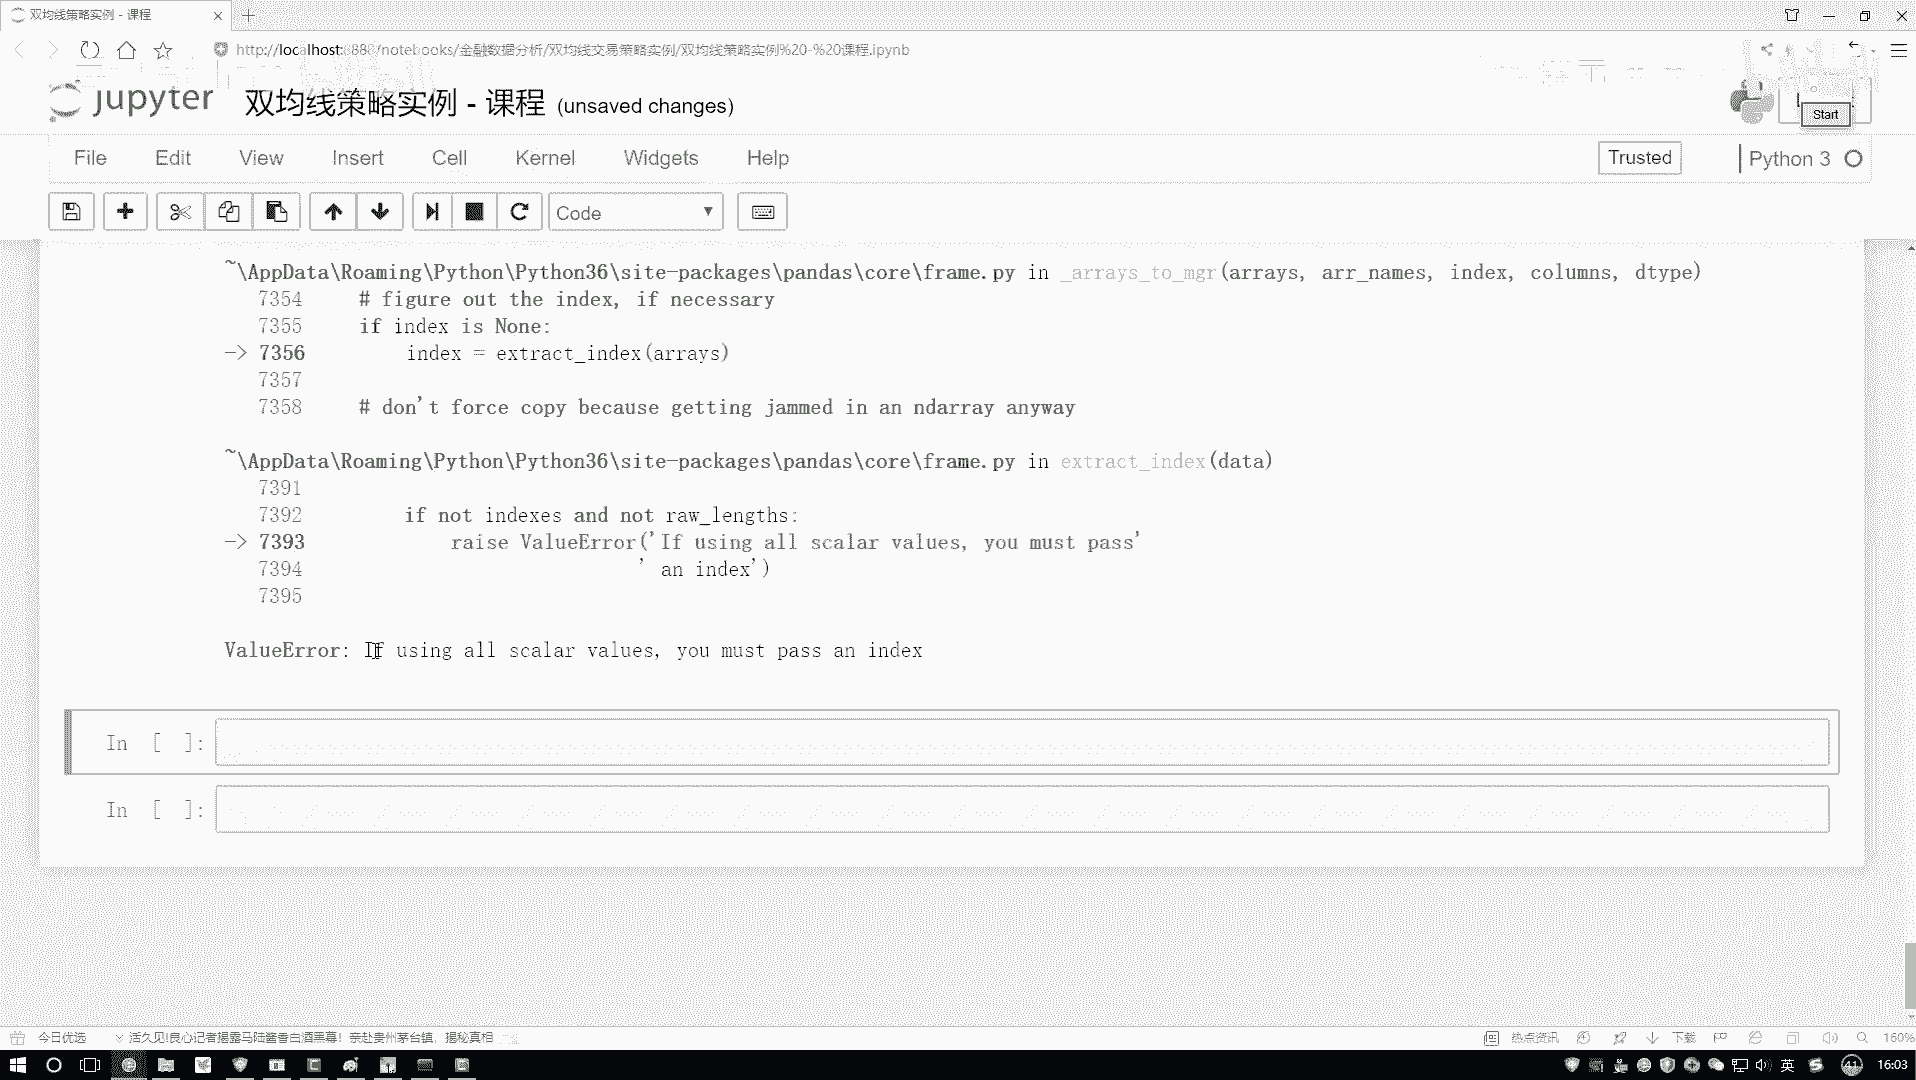 双均线策略实例 - 课程
http://localhost:888/notebooks/金融数据分析/双均线交易策略实例/双均线策略实例%20-%20课程.ipynb
jupyter 双均线策略实例 - 课程 (unsaved changes)
Start
File Edit View Insert Cell Kernel Widgets Help
Trusted
Python 3
Code
~\AppData\Roaming\Python\Python36\site-packages\pandas\core\frame.py in _arrays_to_mgr(arrays, arr_names, index, columns, dtype)
7354 # figure out the index, if necessary
7355 if index is None:
-> 7356 index = extract_index(arrays)
7357
7358 # don't force copy because getting jammed in an ndarray anyway
~\AppData\Roaming\Python\Python36\site-packages\pandas\core\frame.py in extract_index(data)
7391
7392 if not indexes and not raw_lengths:
-> 7393 raise ValueError('If using all scalar values, you must pass'
7394 ' an index')
7395
ValueError: If using all scalar values, you must pass an index
In [ ]:
In [ ]:
今日优选 活久见!良心记者揭露马陆酱香白酒黑幕! 亲赴贵州茅台镇，揭秘真相
热点资讯 下载 160%
英 41 16:03